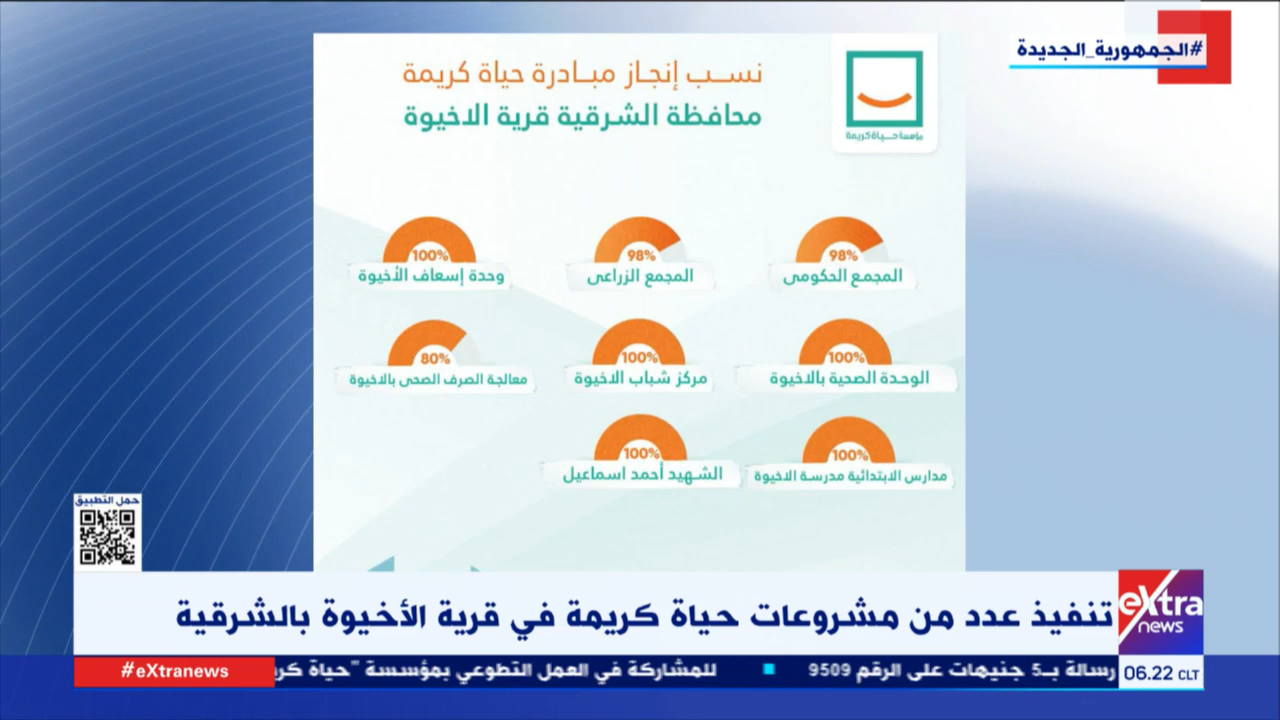 #الجمهورية_الجديدة
نسب إنجاز مبادرة حياة كريمة
محافظة الشرقية قرية الاخيوة
مؤسسة حياة كريمة
98%
المجمع الحكومى
98%
المجمع الزراعى
100%
وحدة إسعاف الأخيوة
100%
الوحدة الصحية بالاخيوة
100%
مركز شباب الاخيوة
80%
معالجة الصرف الصحى بالاخيوة
100%
مدارس الابتدائية مدرسة الاخيوة
100%
الشهيد أحمد اسماعيل
حمل التطبيق
تنفيذ عدد من مشروعات حياة كريمة في قرية الأخيوة بالشرقية
eXtra
news
رسالة بـ5 جنيهات على الرقم 9509 للمشاركة في العمل التطوعي بمؤسسة "حياة كر
#eXtranews
06.22 CLT